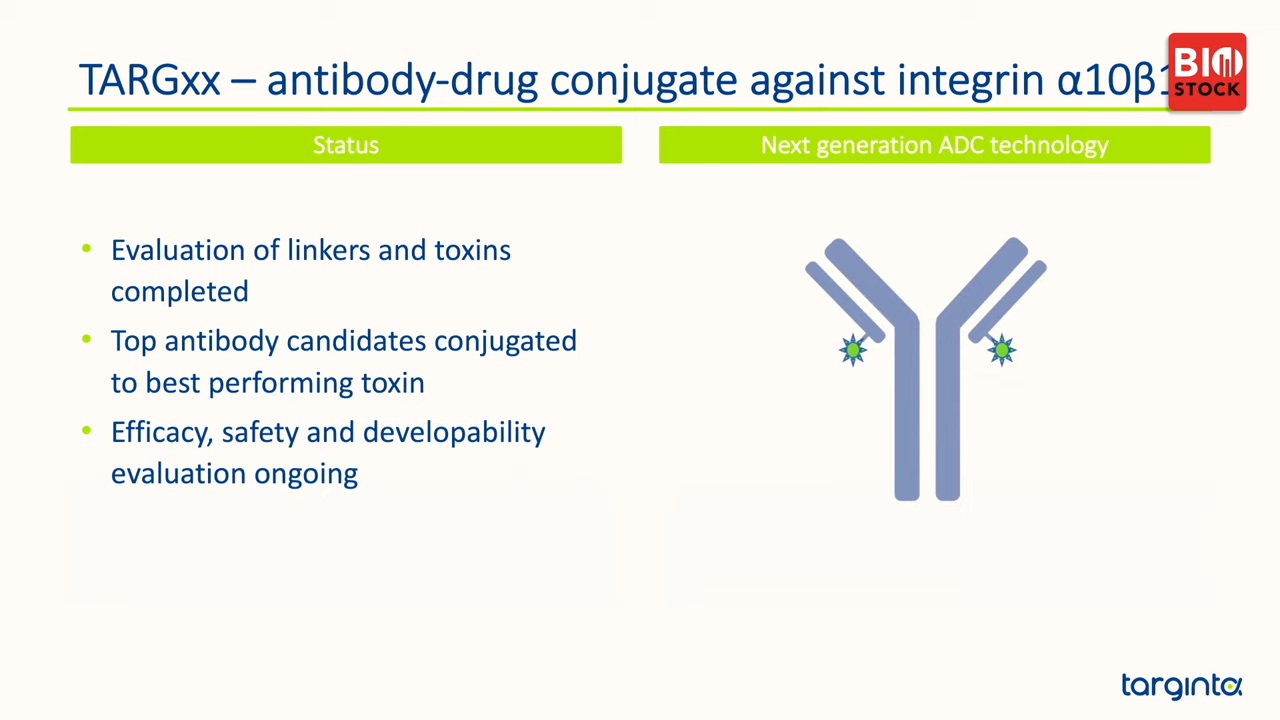 TARGxx – antibody-drug conjugate against integrin α10β1
BIO
STOCK
Status
Next generation ADC technology
• Evaluation of linkers and toxins
completed
• Top antibody candidates conjugated
to best performing toxin
• Efficacy, safety and developability
evaluation ongoing
targinta